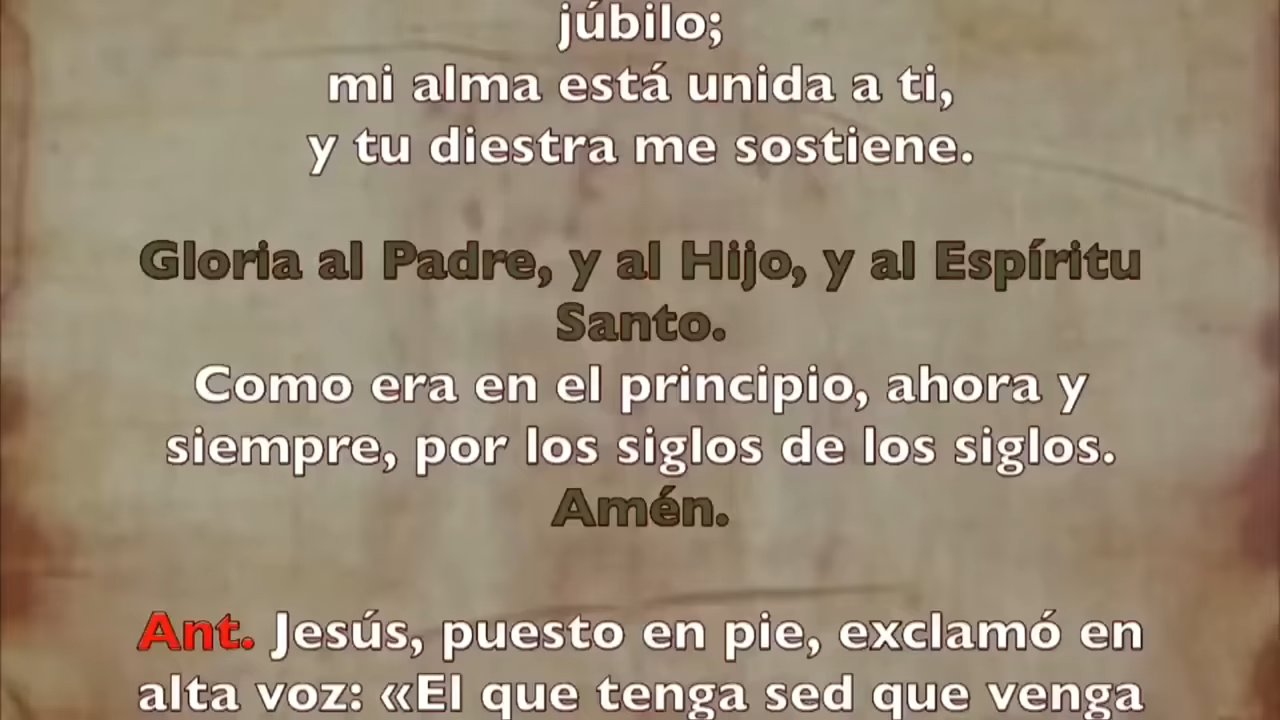 júbilo;
mi alma está unida a ti,
y tu diestra me sostiene.
Gloria al Padre, y al Hijo, y al Espíritu
Santo.
Como era en el principio, ahora y
siempre, por los siglos de los siglos.
Amén.
Ant. Jesús, puesto en pie, exclamó en
alta voz: «El que tenga sed que venga